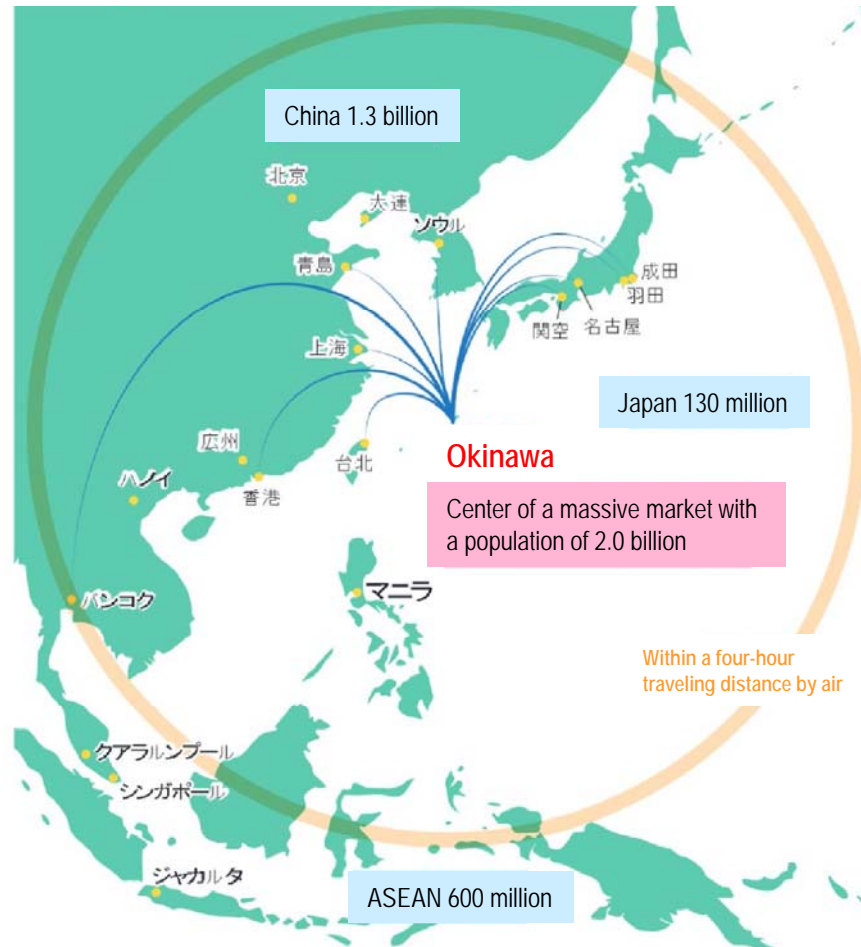 China 1.3 billion
北京
大連
ソウル
青島
成田
羽田
関空
名古屋
上海
Japan 130 million
広州
台北
Okinawa
ハノイ
香港
Center of a massive market with
a population of 2.0 billion
バンコク
マニラ
Within a four-hour
traveling distance by air
クアラルンプール
シンガポール
ジャカルタ
ASEAN 600 million